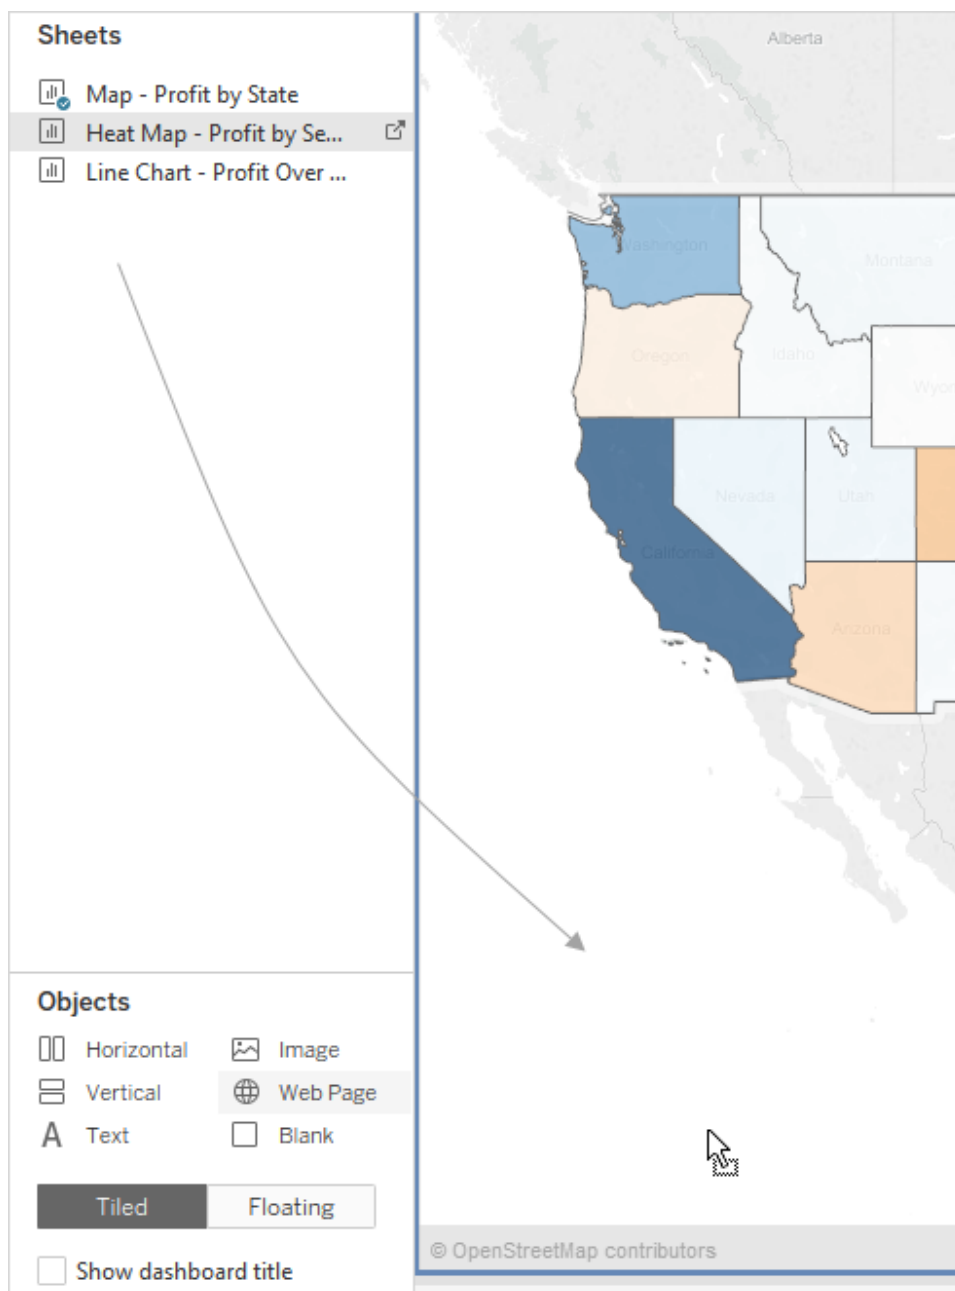 Sheets
Map - Profit by State
Heat Map - Profit by Se...
Line Chart - Profit Over ...
Objects
Horizontal
Image
Vertical
Web Page
Text
Blank
Tiled
Floating
Show dashboard title
Alberta
Washington
Montana
Oregon
Idaho
Wyom
Nevada
Utah
California
Arizona
© OpenStreetMap contributors